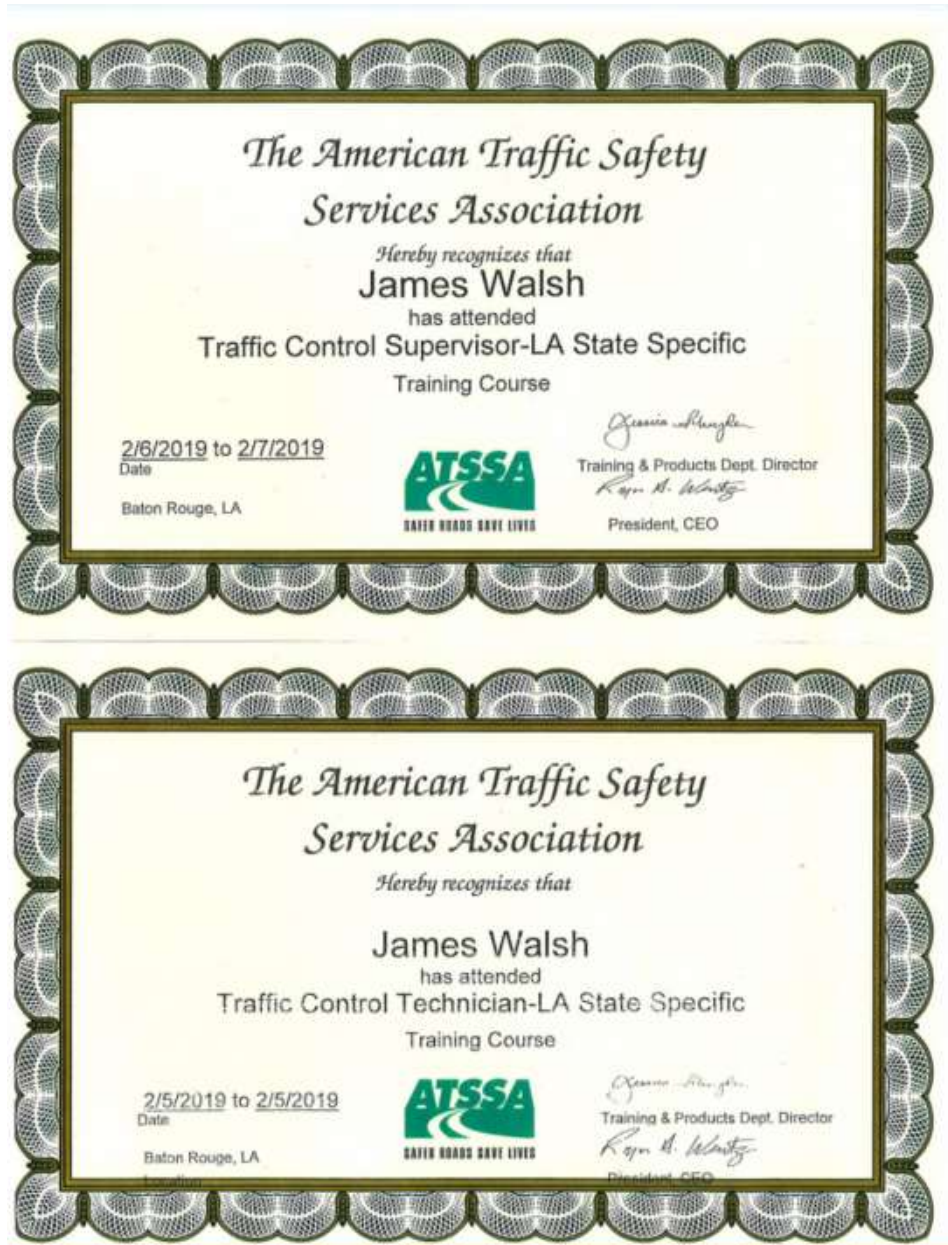 The American Traffic Safety
Services Association
Hereby recognizes that
James Walsh
has attended
Traffic Control Supervisor-LA State Specific
Training Course
2/6/2019 to 2/7/2019
Date
Baton Rouge, LA
ATSSA
SAFER ROADS SAVE LIVES
Training & Products Dept. Director
President, CEO
The American Traffic Safety
Services Association
Hereby recognizes that
James Walsh
has attended
Traffic Control Technician-LA State Specific
Training Course
2/5/2019 to 2/5/2019
Date
Baton Rouge, LA
Location
ATSSA
SAFER ROADS SAVE LIVES
Training & Products Dept. Director
President, CEO